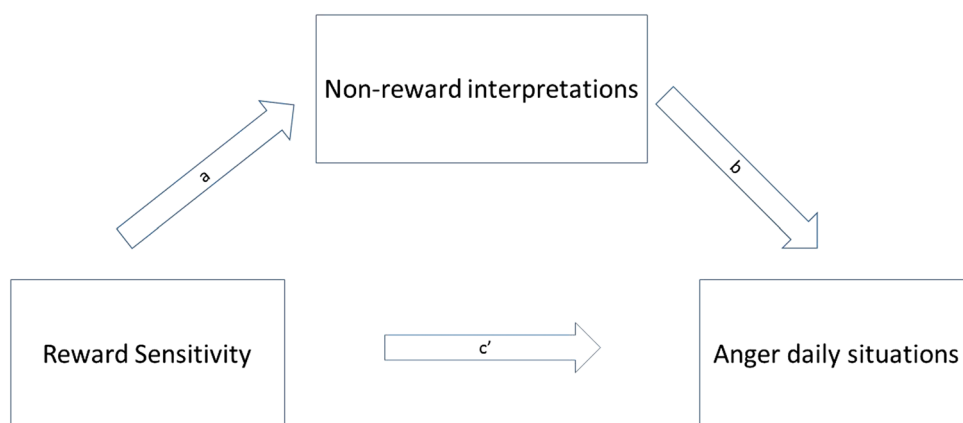 Non-reward interpretations
a
b
Reward Sensitivity
c’
Anger daily situations